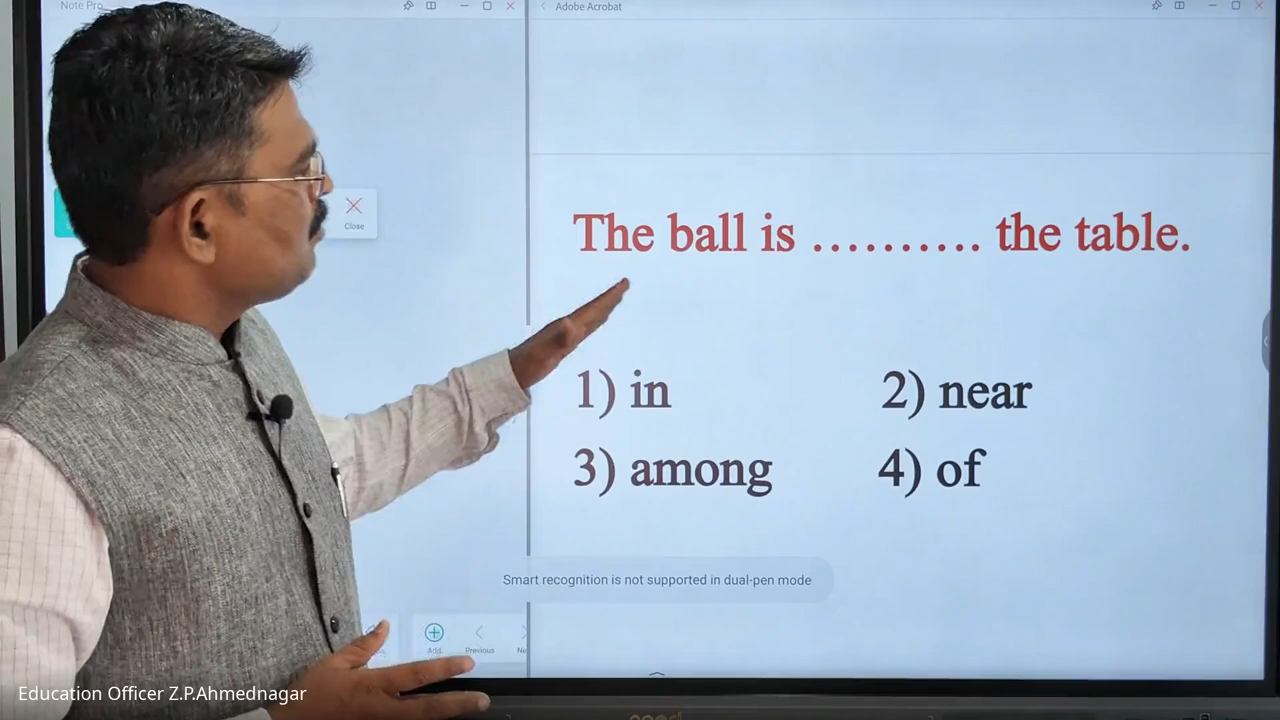 Note Pro
Adobe Acrobat
Close
The ball is .......... the table.
1) in
2) near
3) among
4) of
Smart recognition is not supported in dual-pen mode
Add
Previous
Ne
Education Officer Z.P.Ahmednagar